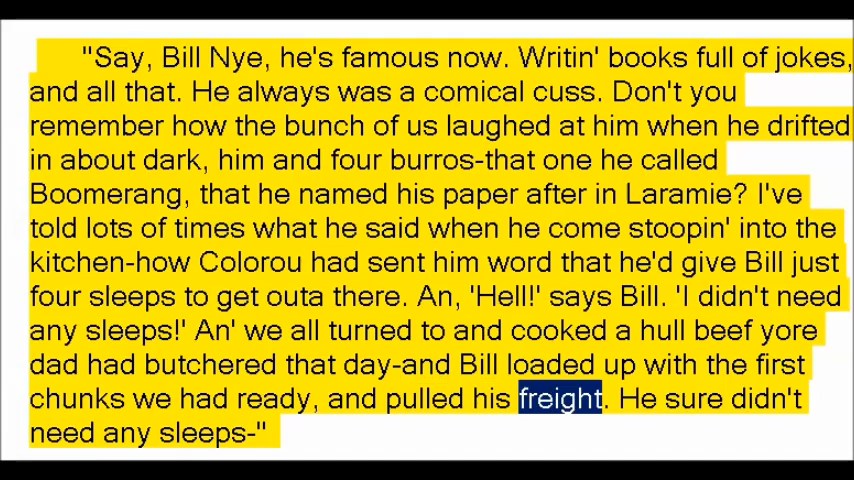 "Say, Bill Nye, he's famous now. Writin' books full of jokes,
and all that. He always was a comical cuss. Don't you
remember how the bunch of us laughed at him when he drifted
in about dark, him and four burros-that one he called
Boomerang, that he named his paper after in Laramie? I've
told lots of times what he said when he come stoopin' into the
kitchen-how Colorou had sent him word that he'd give Bill just
four sleeps to get outa there. An, 'Hell!' says Bill. 'I didn't need
any sleeps!' An' we all turned to and cooked a hull beef yore
dad had butchered that day-and Bill loaded up with the first
chunks we had ready, and pulled his freight. He sure didn't
need any sleeps-"